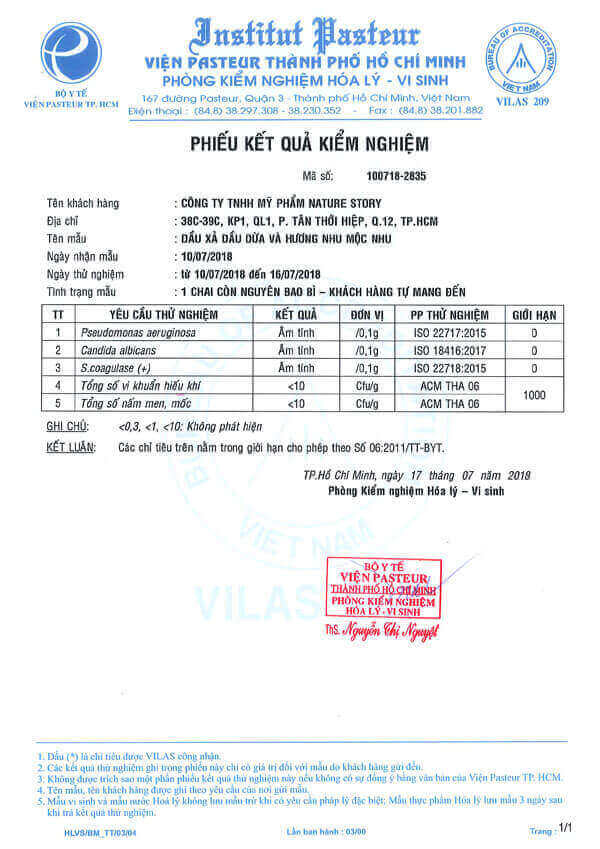 Institut Pasteur
VIỆN PASTEUR THÀNH PHỐ HỒ CHÍ MINH
PHÒNG KIỂM NGHIỆM HÓA LÝ - VI SINH
167 đường Pasteur, Quận 3 - Thành phố Hồ Chí Minh, Việt Nam
Điện thoại : (84,8) 38.297.308 - 38.230.352 - Fax : (84,8) 38.201.882
BỘ Y TẾ
VIỆN PASTEUR TP. HCM
BUREAU OF ACCREDITATION
VIET NAM
VILAS 209
PHIẾU KẾT QUẢ KIỂM NGHIỆM
Mã số: 100718-2835
Tên khách hàng : CÔNG TY TNHH MỸ PHẨM NATURE STORY
Địa chỉ : 38C-39C, KP1, QL1, P. TÂN THỚI HIỆP, Q.12, TP.HCM
Tên mẫu : DẦU XẢ DẦU DỪA VÀ HƯƠNG NHU MỘC NHU
Ngày nhận mẫu : 10/07/2018
Ngày thử nghiệm : từ 10/07/2018 đến 16/07/2018
Tình trạng mẫu : 1 CHAI CÒN NGUYÊN BAO BÌ – KHÁCH HÀNG TỰ MANG ĐẾN
TT YÊU CẦU THỬ NGHIỆM KẾT QUẢ ĐƠN VỊ PP THỬ NGHIỆM GIỚI HẠN
1 Pseudomonas aeruginosa Âm tính /0,1g ISO 22717:2015 0
2 Candida albicans Âm tính /0,1g ISO 18416:2017 0
3 S.coagulase (+) Âm tính /0,1g ISO 22718:2015 0
4 Tổng số vi khuẩn hiếu khí <10 Cfu/g ACM THA 06 1000
5 Tổng số nấm men, mốc <10 Cfu/g ACM THA 06
GHI CHÚ: <0,3, <1, <10: Không phát hiện
KẾT LUẬN: Các chỉ tiêu trên nằm trong giới hạn cho phép theo Số 06:2011/TT-BYT.
TP.Hồ Chí Minh, ngày 17 tháng 07 năm 2018
Phòng Kiểm nghiệm Hóa lý – Vi sinh
BỘ Y TẾ
VIỆN PASTEUR
THÀNH PHỐ HỒ CHÍ MINH
PHÒNG KIỂM NGHIỆM
HÓA LÝ - VI SINH
ThS. Nguyễn Thị Nguyệt
VIET NAM
VILAS
1. Dấu (*) là chỉ tiêu được VILAS công nhận.
2. Các kết quả thử nghiệm ghi trong phiếu này chỉ có giá trị đối với mẫu do khách hàng gửi đến.
3. Không được trích sao một phần phiếu kết quả thử nghiệm này nếu không có sự đồng ý bằng văn bản của Viện Pasteur TP. HCM.
4. Tên mẫu, tên khách hàng được ghi theo yêu cầu của nơi gửi mẫu.
5. Mẫu vi sinh và mẫu nước Hoá lý không lưu mẫu trừ khi có yêu cầu pháp lý đặc biệt; Mẫu thực phẩm Hóa lý lưu mẫu 3 ngày sau
khi trả kết quả thử nghiệm.
HLVS/BM_TT/03/04 Lần ban hành : 03/00 Trang : 1/1